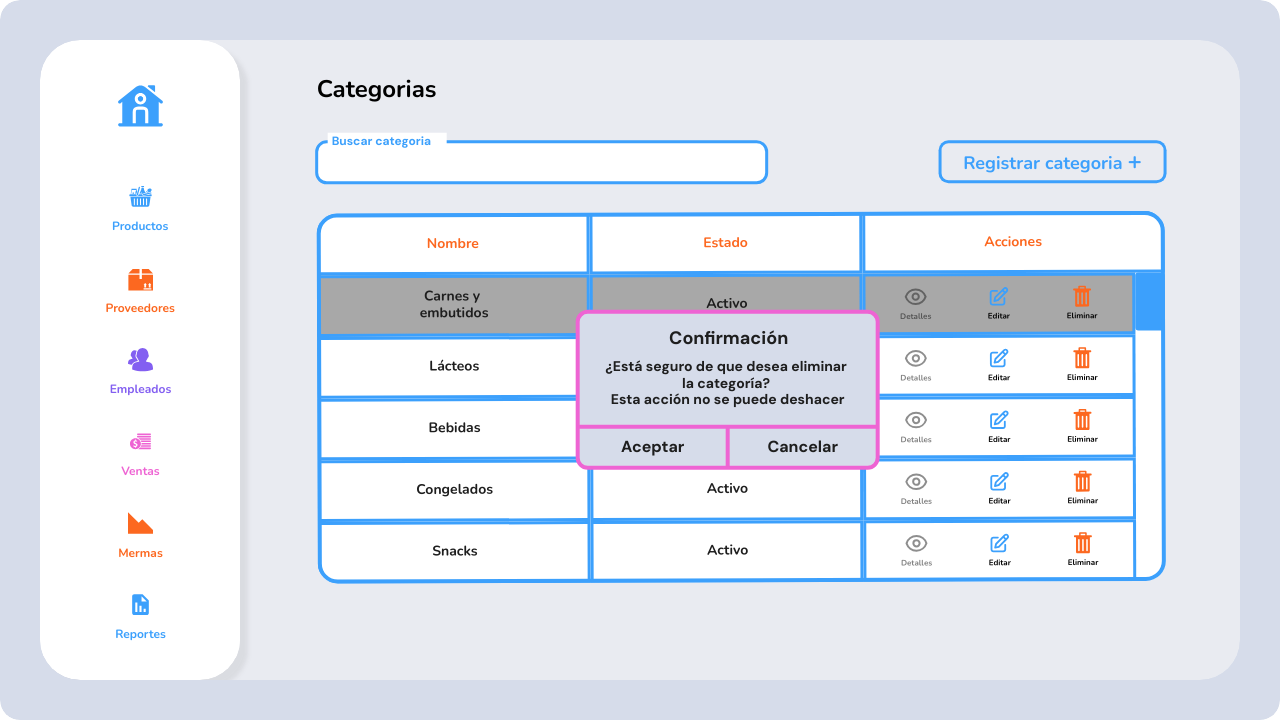 Categorias
Buscar categoria
Registrar categoria +
Productos
Proveedores
Empleados
Ventas
Mermas
Reportes
Nombre
Estado
Acciones
Carnes y
embutidos
Activo
Detalles
Editar
Eliminar
Lácteos
Detalles
Editar
Eliminar
Bebidas
Detalles
Editar
Eliminar
Congelados
Activo
Detalles
Editar
Eliminar
Snacks
Activo
Detalles
Editar
Eliminar
Confirmación
¿Está seguro de que desea eliminar
la categoría?
Esta acción no se puede deshacer
Aceptar
Cancelar